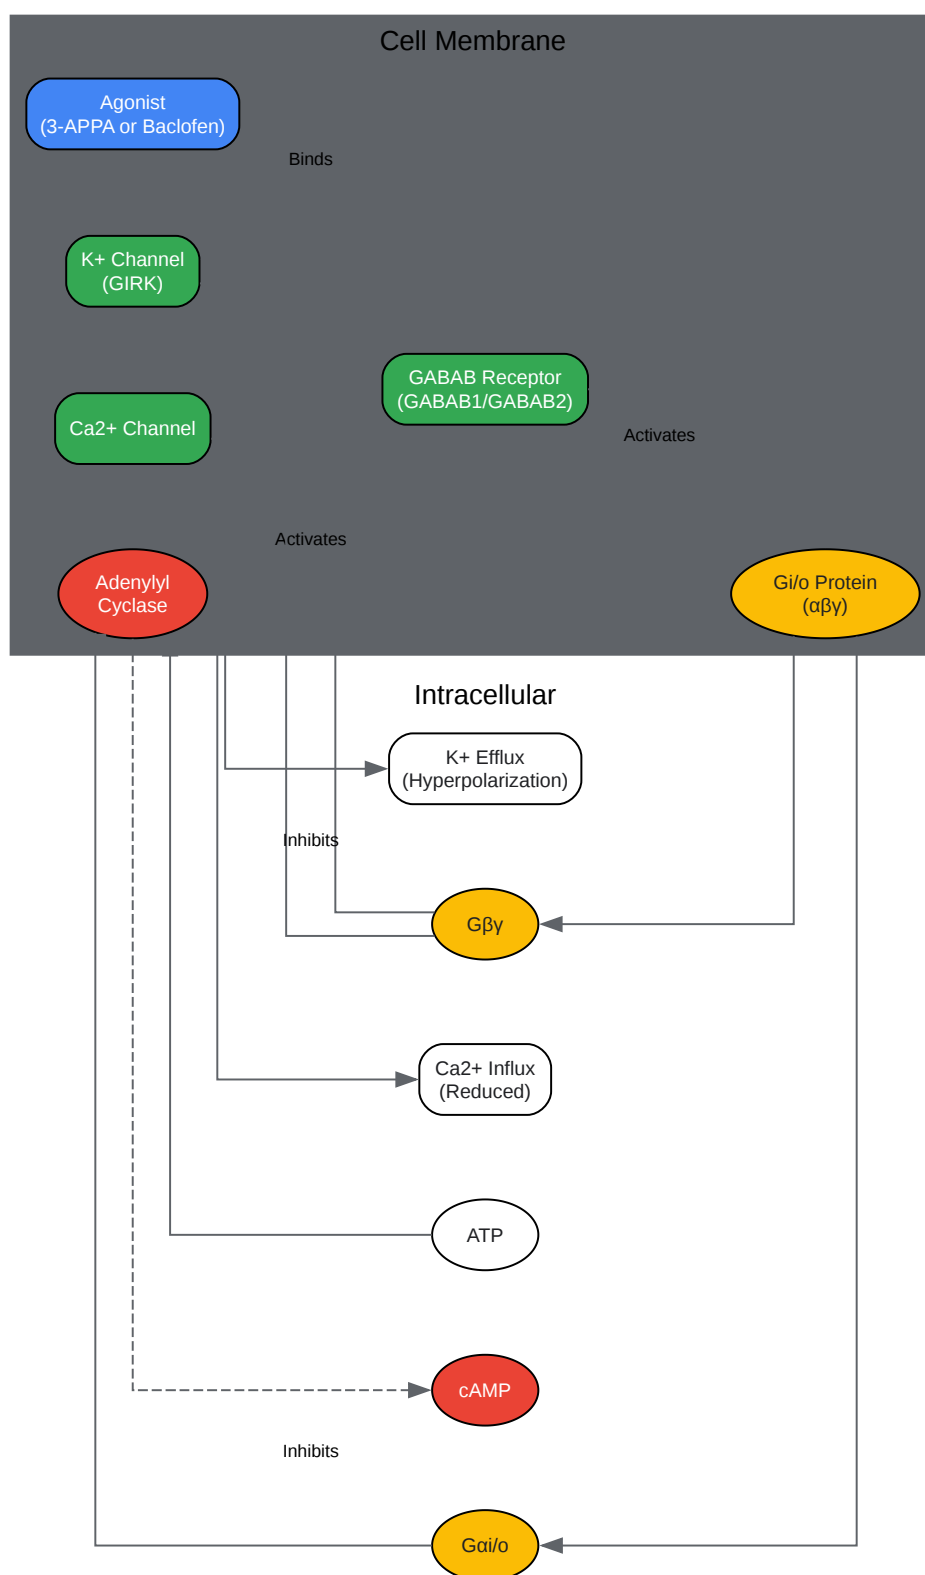 Cell Membrane
Agonist
(3-APPA or Baclofen)
Binds
K+ Channel
(GIRK)
GABAB Receptor
(GABAB1/GABAB2)
Ca2+ Channel
Activates
Activates
Adenylyl
Cyclase
Gi/o Protein
(αβγ)
Intracellular
K+ Efflux
(Hyperpolarization)
Inhibits
Gβγ
Ca2+ Influx
(Reduced)
ATP
cAMP
Inhibits
Gαi/o